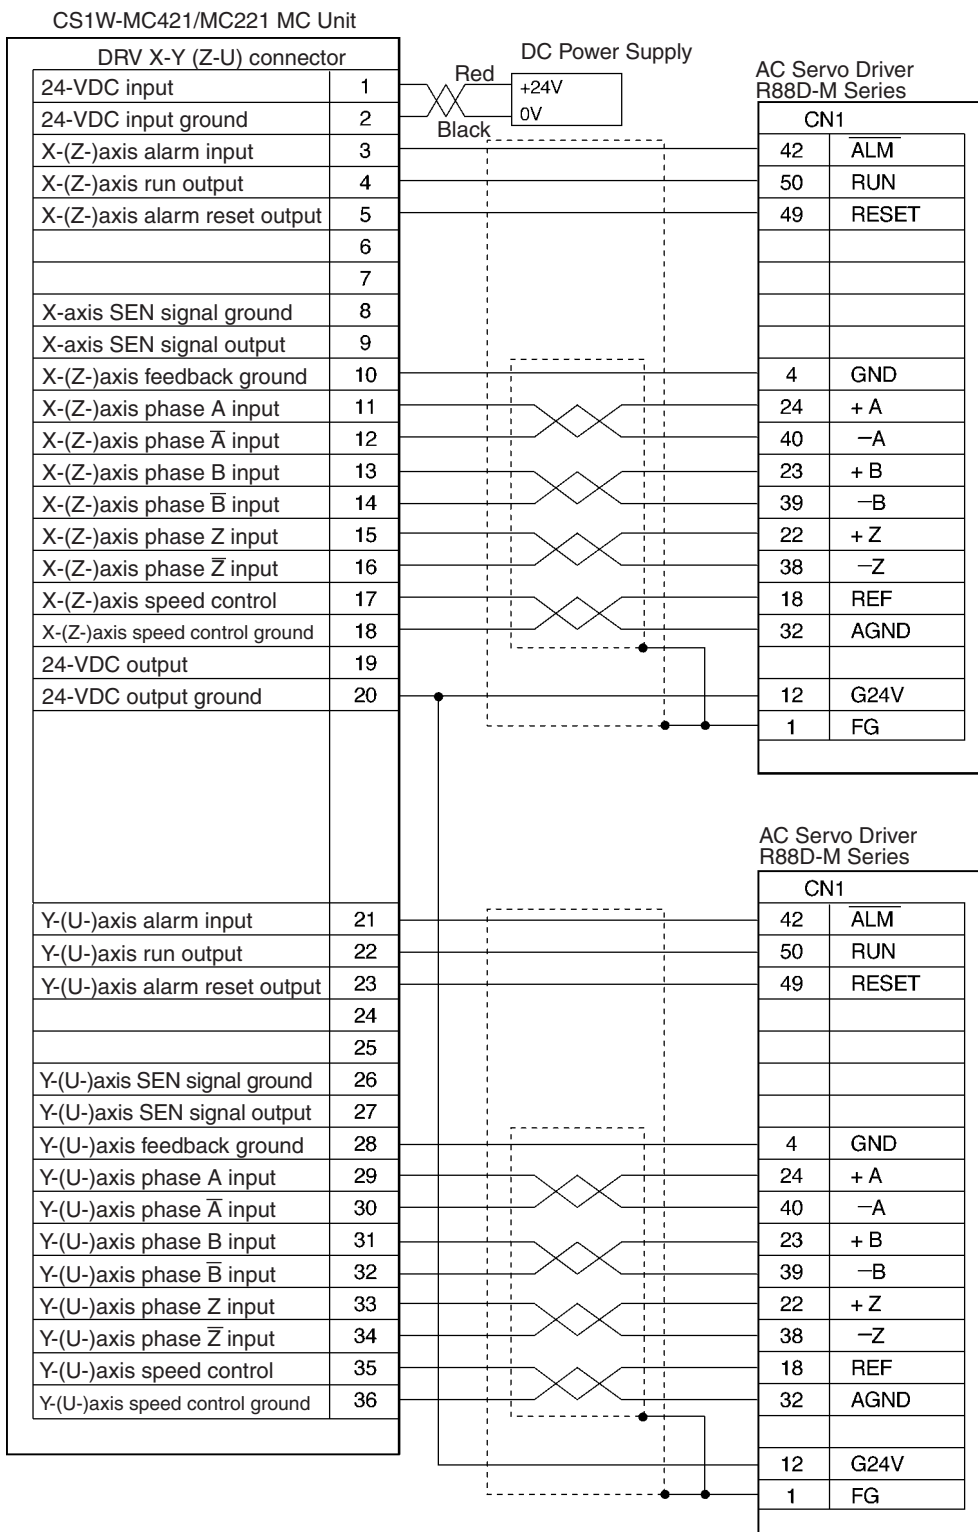 CS1W-MC421/MC221 MC Unit
DRV X-Y (Z-U) connector
24-VDC input 1
24-VDC input ground 2
X-(Z-)axis alarm input 3
X-(Z-)axis run output 4
X-(Z-)axis alarm reset output 5
6
7
X-axis SEN signal ground 8
X-axis SEN signal output 9
X-(Z-)axis feedback ground 10
X-(Z-)axis phase A input 11
X-(Z-)axis phase A̅ input 12
X-(Z-)axis phase B input 13
X-(Z-)axis phase B̅ input 14
X-(Z-)axis phase Z input 15
X-(Z-)axis phase Z̅ input 16
X-(Z-)axis speed control 17
X-(Z-)axis speed control ground 18
24-VDC output 19
24-VDC output ground 20
Y-(U-)axis alarm input 21
Y-(U-)axis run output 22
Y-(U-)axis alarm reset output 23
24
25
Y-(U-)axis SEN signal ground 26
Y-(U-)axis SEN signal output 27
Y-(U-)axis feedback ground 28
Y-(U-)axis phase A input 29
Y-(U-)axis phase A̅ input 30
Y-(U-)axis phase B input 31
Y-(U-)axis phase B̅ input 32
Y-(U-)axis phase Z input 33
Y-(U-)axis phase Z̅ input 34
Y-(U-)axis speed control 35
Y-(U-)axis speed control ground 36
DC Power Supply
Red
+24V
0V
Black
AC Servo Driver
R88D-M Series
CN1
42 A̅L̅M̅
50 RUN
49 RESET
4 GND
24 +A
40 −A
23 +B
39 −B
22 +Z
38 −Z
18 REF
32 AGND
12 G24V
1 FG
AC Servo Driver
R88D-M Series
CN1
42 A̅L̅M̅
50 RUN
49 RESET
4 GND
24 +A
40 −A
23 +B
39 −B
22 +Z
38 −Z
18 REF
32 AGND
12 G24V
1 FG